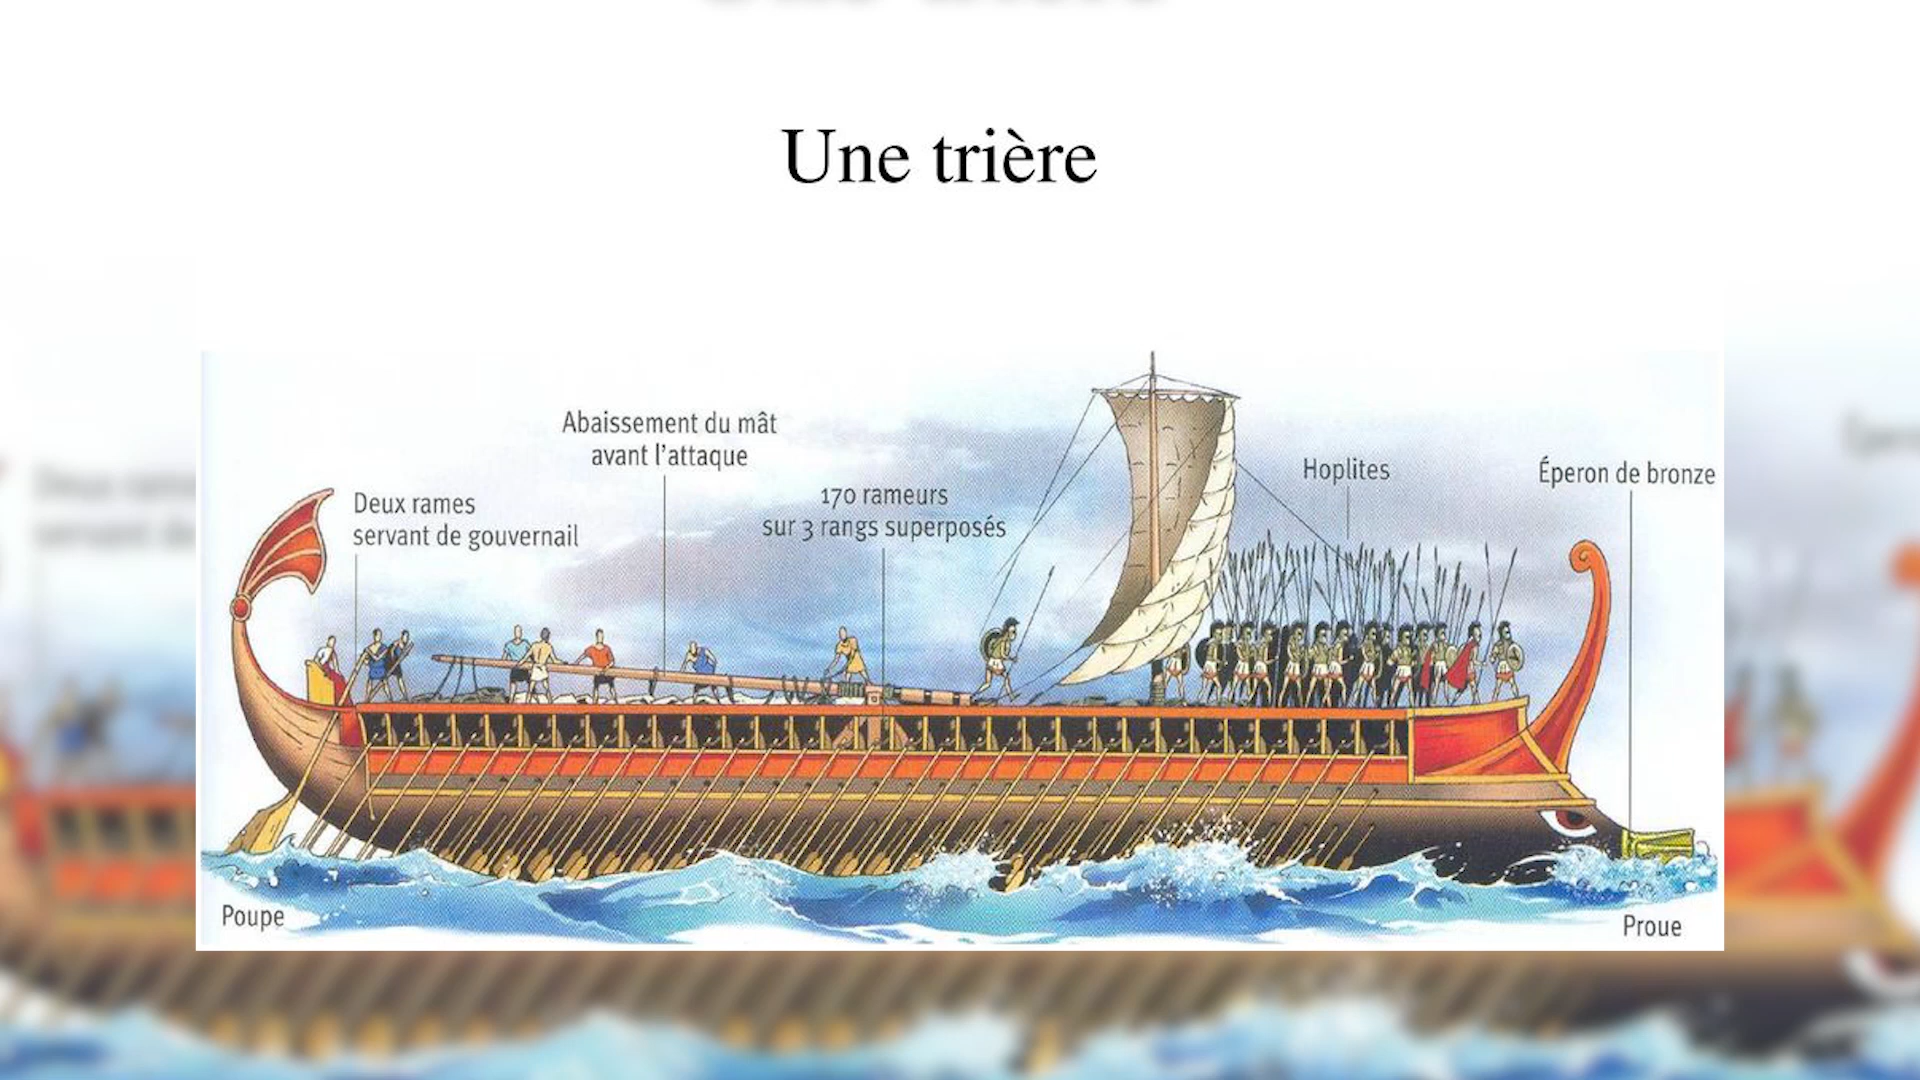 Une trière
Abaissement du mât
avant l'attaque
Deux rames
servant de gouvernail
170 rameurs
sur 3 rangs superposés
Hoplites
Éperon de bronze
Poupe
Proue